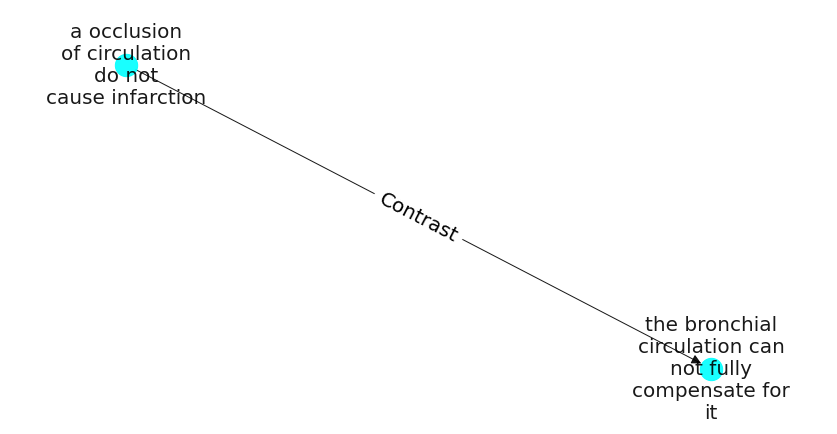 a occlusion
of circulation
do not
cause infarction
Contrast
the bronchial
circulation can
not fully
compensate for
it